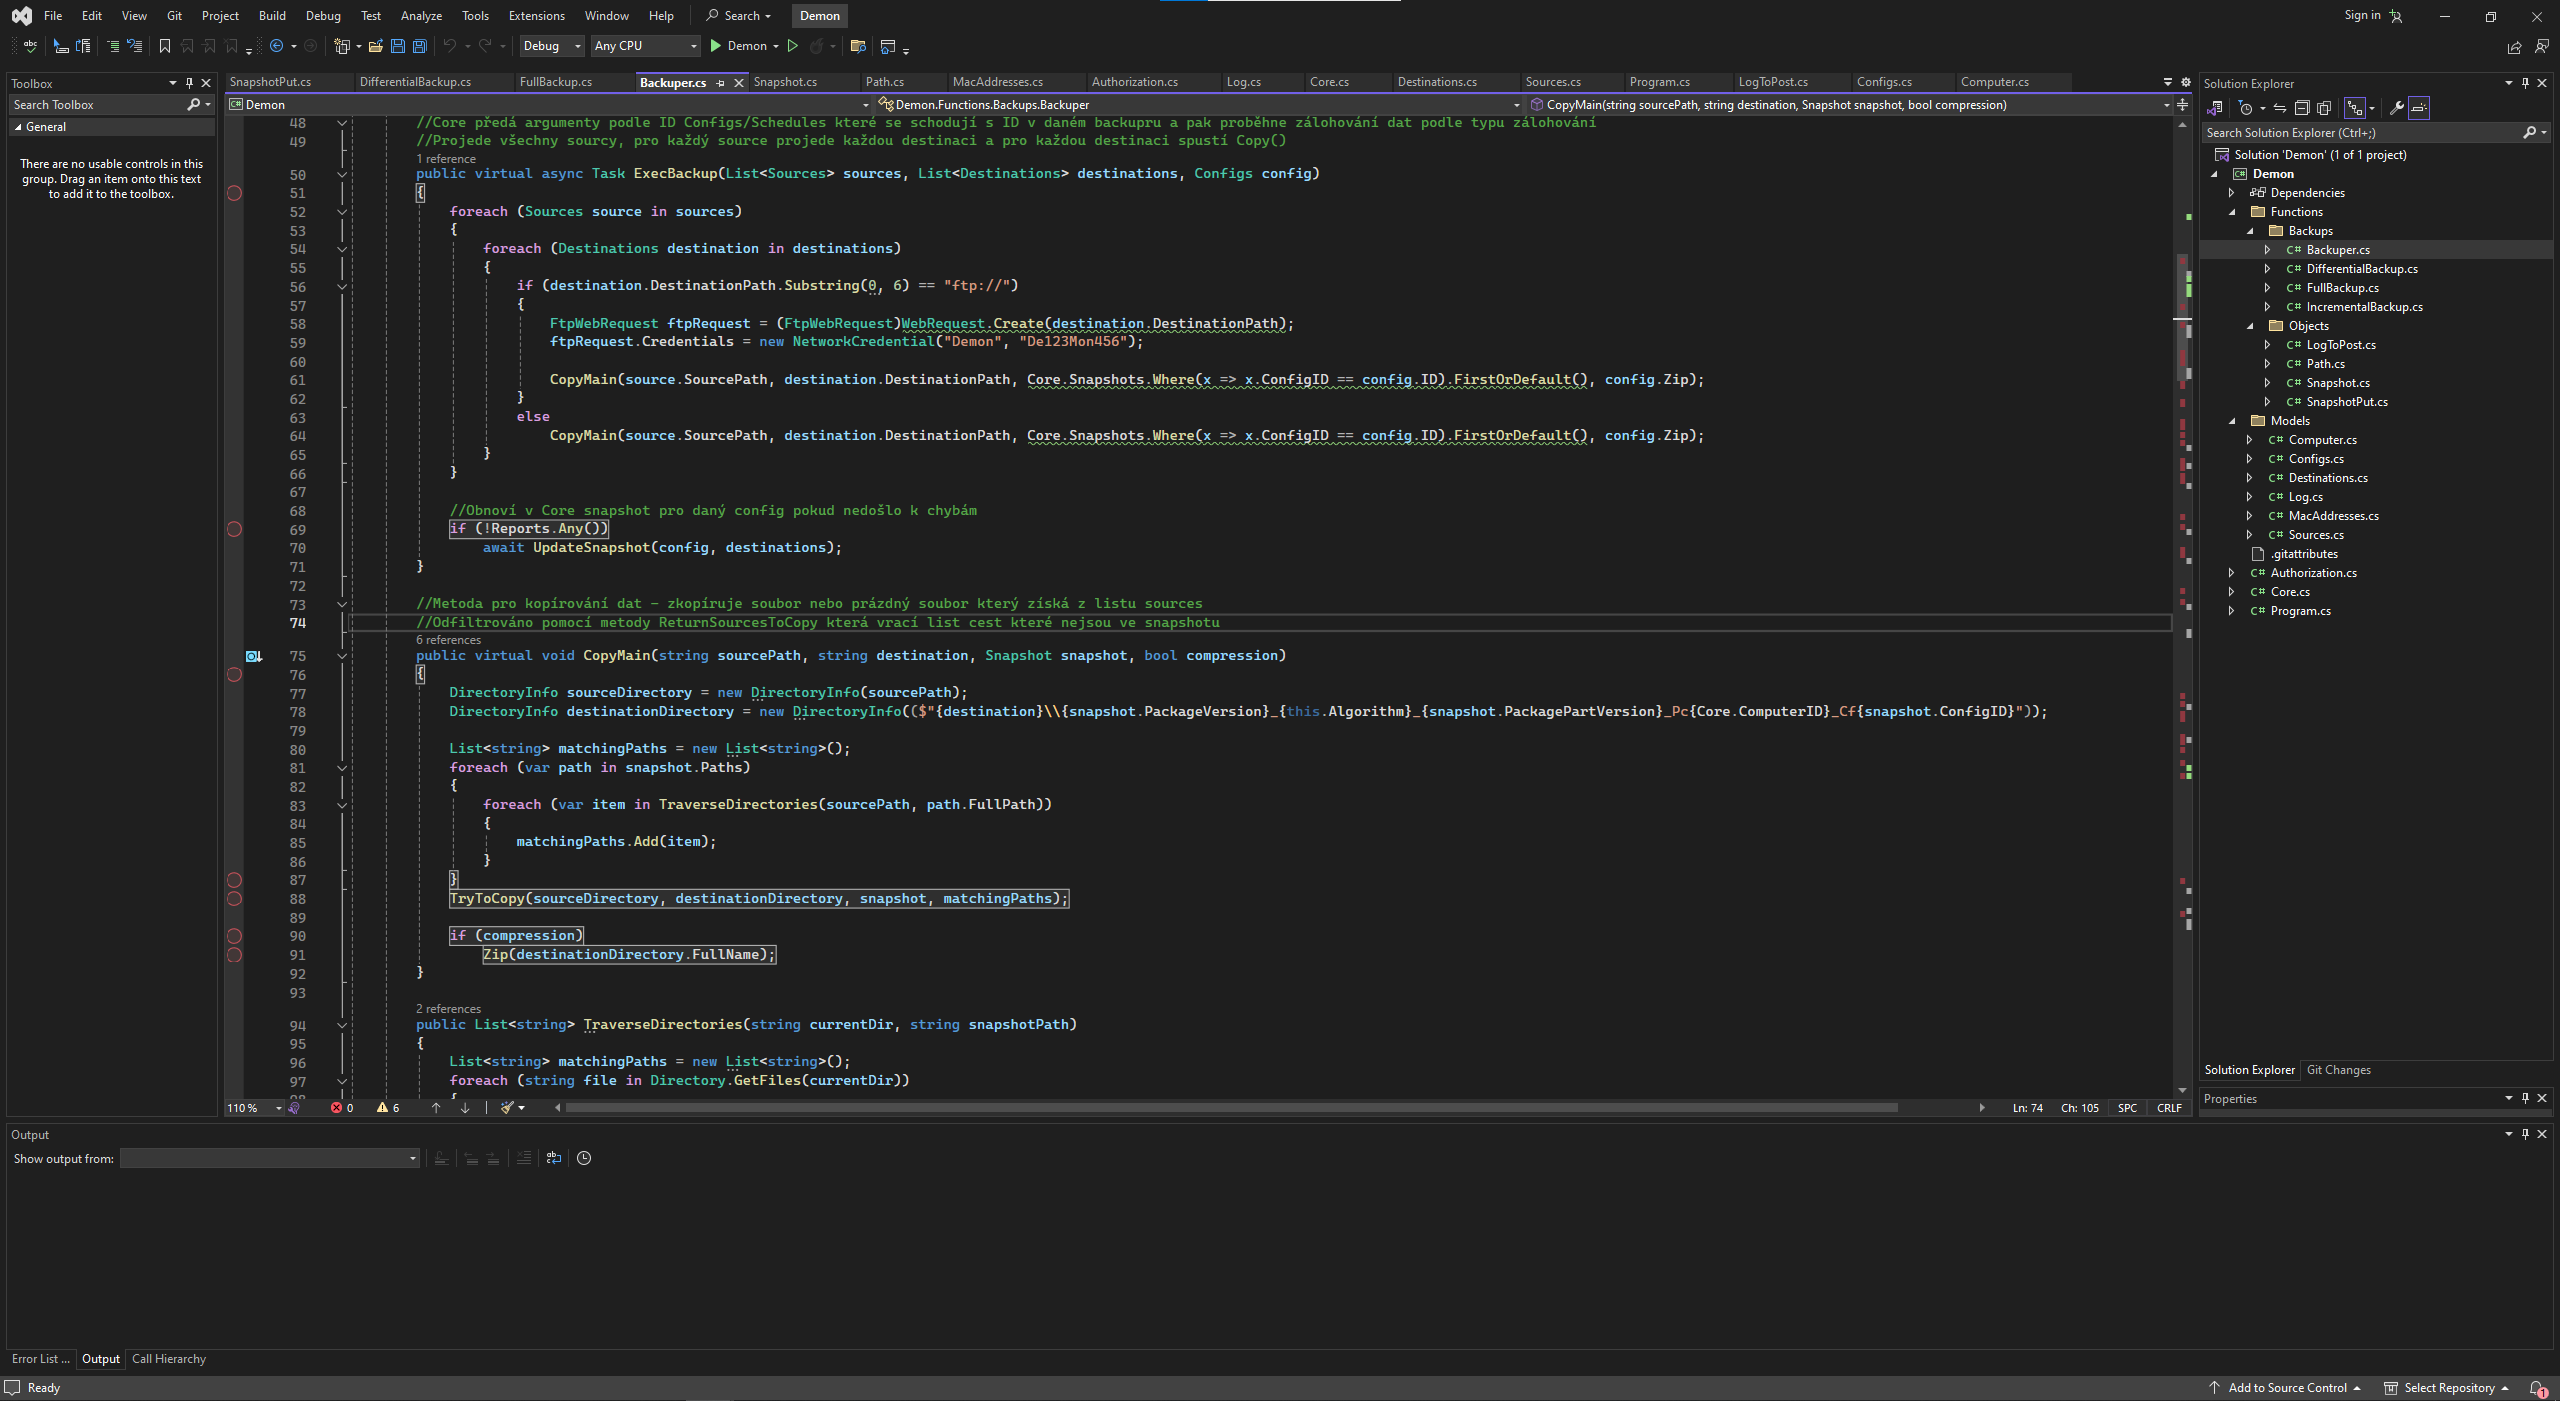 File Edit View Git Project Build Debug Test Analyze Tools Extensions Window Help Search Demon Sign in
Debug Any CPU Demon
Toolbox
Search Toolbox
General
There are no usable controls in this
group. Drag an item onto this text
to add it to the toolbox.
SnapshotPut.cs DifferentialBackup.cs FullBackup.cs Backuper.cs Snapshot.cs Path.cs MacAddresses.cs Authorization.cs Log.cs Core.cs Destinations.cs Sources.cs Program.cs LogToPost.cs Configs.cs Computer.cs
Demon Demon.Functions.Backups.Backuper CopyMain(string sourcePath, string destination, Snapshot snapshot, bool compression)
48 //Core předá argumenty podle ID Configs/Schedules které se schodují s ID v daném backupru a pak proběhne zálohování dat podle typu zálohování
49 //Projede všechny sourcy, pro každý source projede každou destinaci a pro každou destinaci spustí Copy()
1 reference
50 public virtual async Task ExecBackup(List<Sources> sources, List<Destinations> destinations, Configs config)
51 {
52 foreach (Sources source in sources)
53 {
54 foreach (Destinations destination in destinations)
55 {
56 if (destination.DestinationPath.Substring(0, 6) == "ftp://")
57 {
58 FtpWebRequest ftpRequest = (FtpWebRequest)WebRequest.Create(destination.DestinationPath);
59 ftpRequest.Credentials = new NetworkCredential("Demon", "De123Mon456");
60
61 CopyMain(source.SourcePath, destination.DestinationPath, Core.Snapshots.Where(x => x.ConfigID == config.ID).FirstOrDefault(), config.Zip);
62 }
63 else
64 CopyMain(source.SourcePath, destination.DestinationPath, Core.Snapshots.Where(x => x.ConfigID == config.ID).FirstOrDefault(), config.Zip);
65 }
66 }
67
68 //Obnoví v Core snapshot pro daný config pokud nedošlo k chybám
69 if (!Reports.Any())
70 await UpdateSnapshot(config, destinations);
71 }
72
73 //Metoda pro kopírování dat - zkopíruje soubor nebo prázdný soubor který získá z listu sources
74 //Odfiltrováno pomocí metody ReturnSourcesToCopy která vrací list cest které nejsou ve snapshotu
6 references
75 public virtual void CopyMain(string sourcePath, string destination, Snapshot snapshot, bool compression)
76 {
77 DirectoryInfo sourceDirectory = new DirectoryInfo(sourcePath);
78 DirectoryInfo destinationDirectory = new DirectoryInfo(($"{destination}\\{snapshot.PackageVersion}_{this.Algorithm}_{snapshot.PackagePartVersion}_Pc{Core.ComputerID}_Cf{snapshot.ConfigID}"));
79
80 List<string> matchingPaths = new List<string>();
81 foreach (var path in snapshot.Paths)
82 {
83 foreach (var item in TraverseDirectories(sourcePath, path.FullPath))
84 {
85 matchingPaths.Add(item);
86 }
87 }
88 TryToCopy(sourceDirectory, destinationDirectory, snapshot, matchingPaths);
89
90 if (compression)
91 Zip(destinationDirectory.FullName);
92 }
93
2 references
94 public List<string> TraverseDirectories(string currentDir, string snapshotPath)
95 {
96 List<string> matchingPaths = new List<string>();
97 foreach (string file in Directory.GetFiles(currentDir))
110 % 0 6 Ln: 74 Ch: 105 SPC CRLF
Solution Explorer
Search Solution Explorer (Ctrl+;)
Solution 'Demon' (1 of 1 project)
C# Demon
Dependencies
Functions
Backups
C# Backuper.cs
C# DifferentialBackup.cs
C# FullBackup.cs
C# IncrementalBackup.cs
Objects
C# LogToPost.cs
C# Path.cs
C# Snapshot.cs
C# SnapshotPut.cs
Models
C# Computer.cs
C# Configs.cs
C# Destinations.cs
C# Log.cs
C# MacAddresses.cs
C# Sources.cs
.gitattributes
C# Authorization.cs
C# Core.cs
C# Program.cs
Solution Explorer Git Changes
Properties
Output
Show output from:
Error List ... Output Call Hierarchy
Ready Add to Source Control Select Repository 1